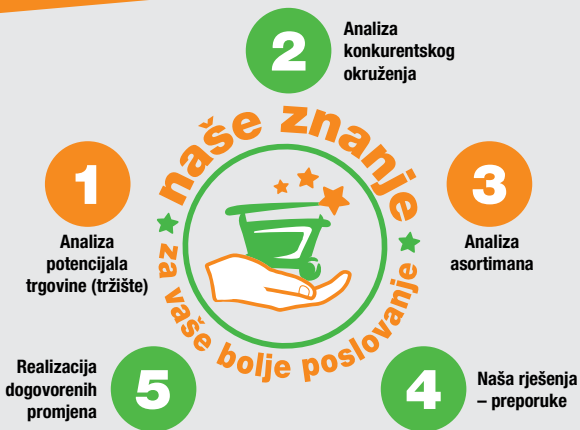 1
Analiza
potencijala
trgovine (tržište)
2
Analiza
konkurentskog
okruženja
3
Analiza
asortimana
4
Naša rješenja
– preporuke
5
Realizacija
dogovorenih
promjena
naše znanje
za vaše bolje poslovanje